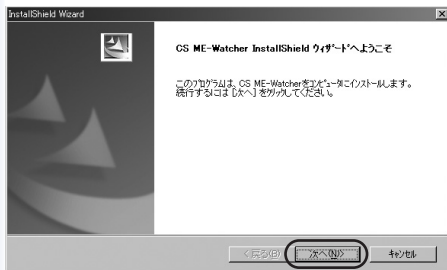 InstallShield Wizard
CS ME-Watcher InstallShield ウィザードへようこそ
このプログラムは、CS ME-Watcherをコンピュータにインストールします。
続行するには [次へ] をクリックしてください。
< 戻る(B)
次へ(N)>
キャンセル